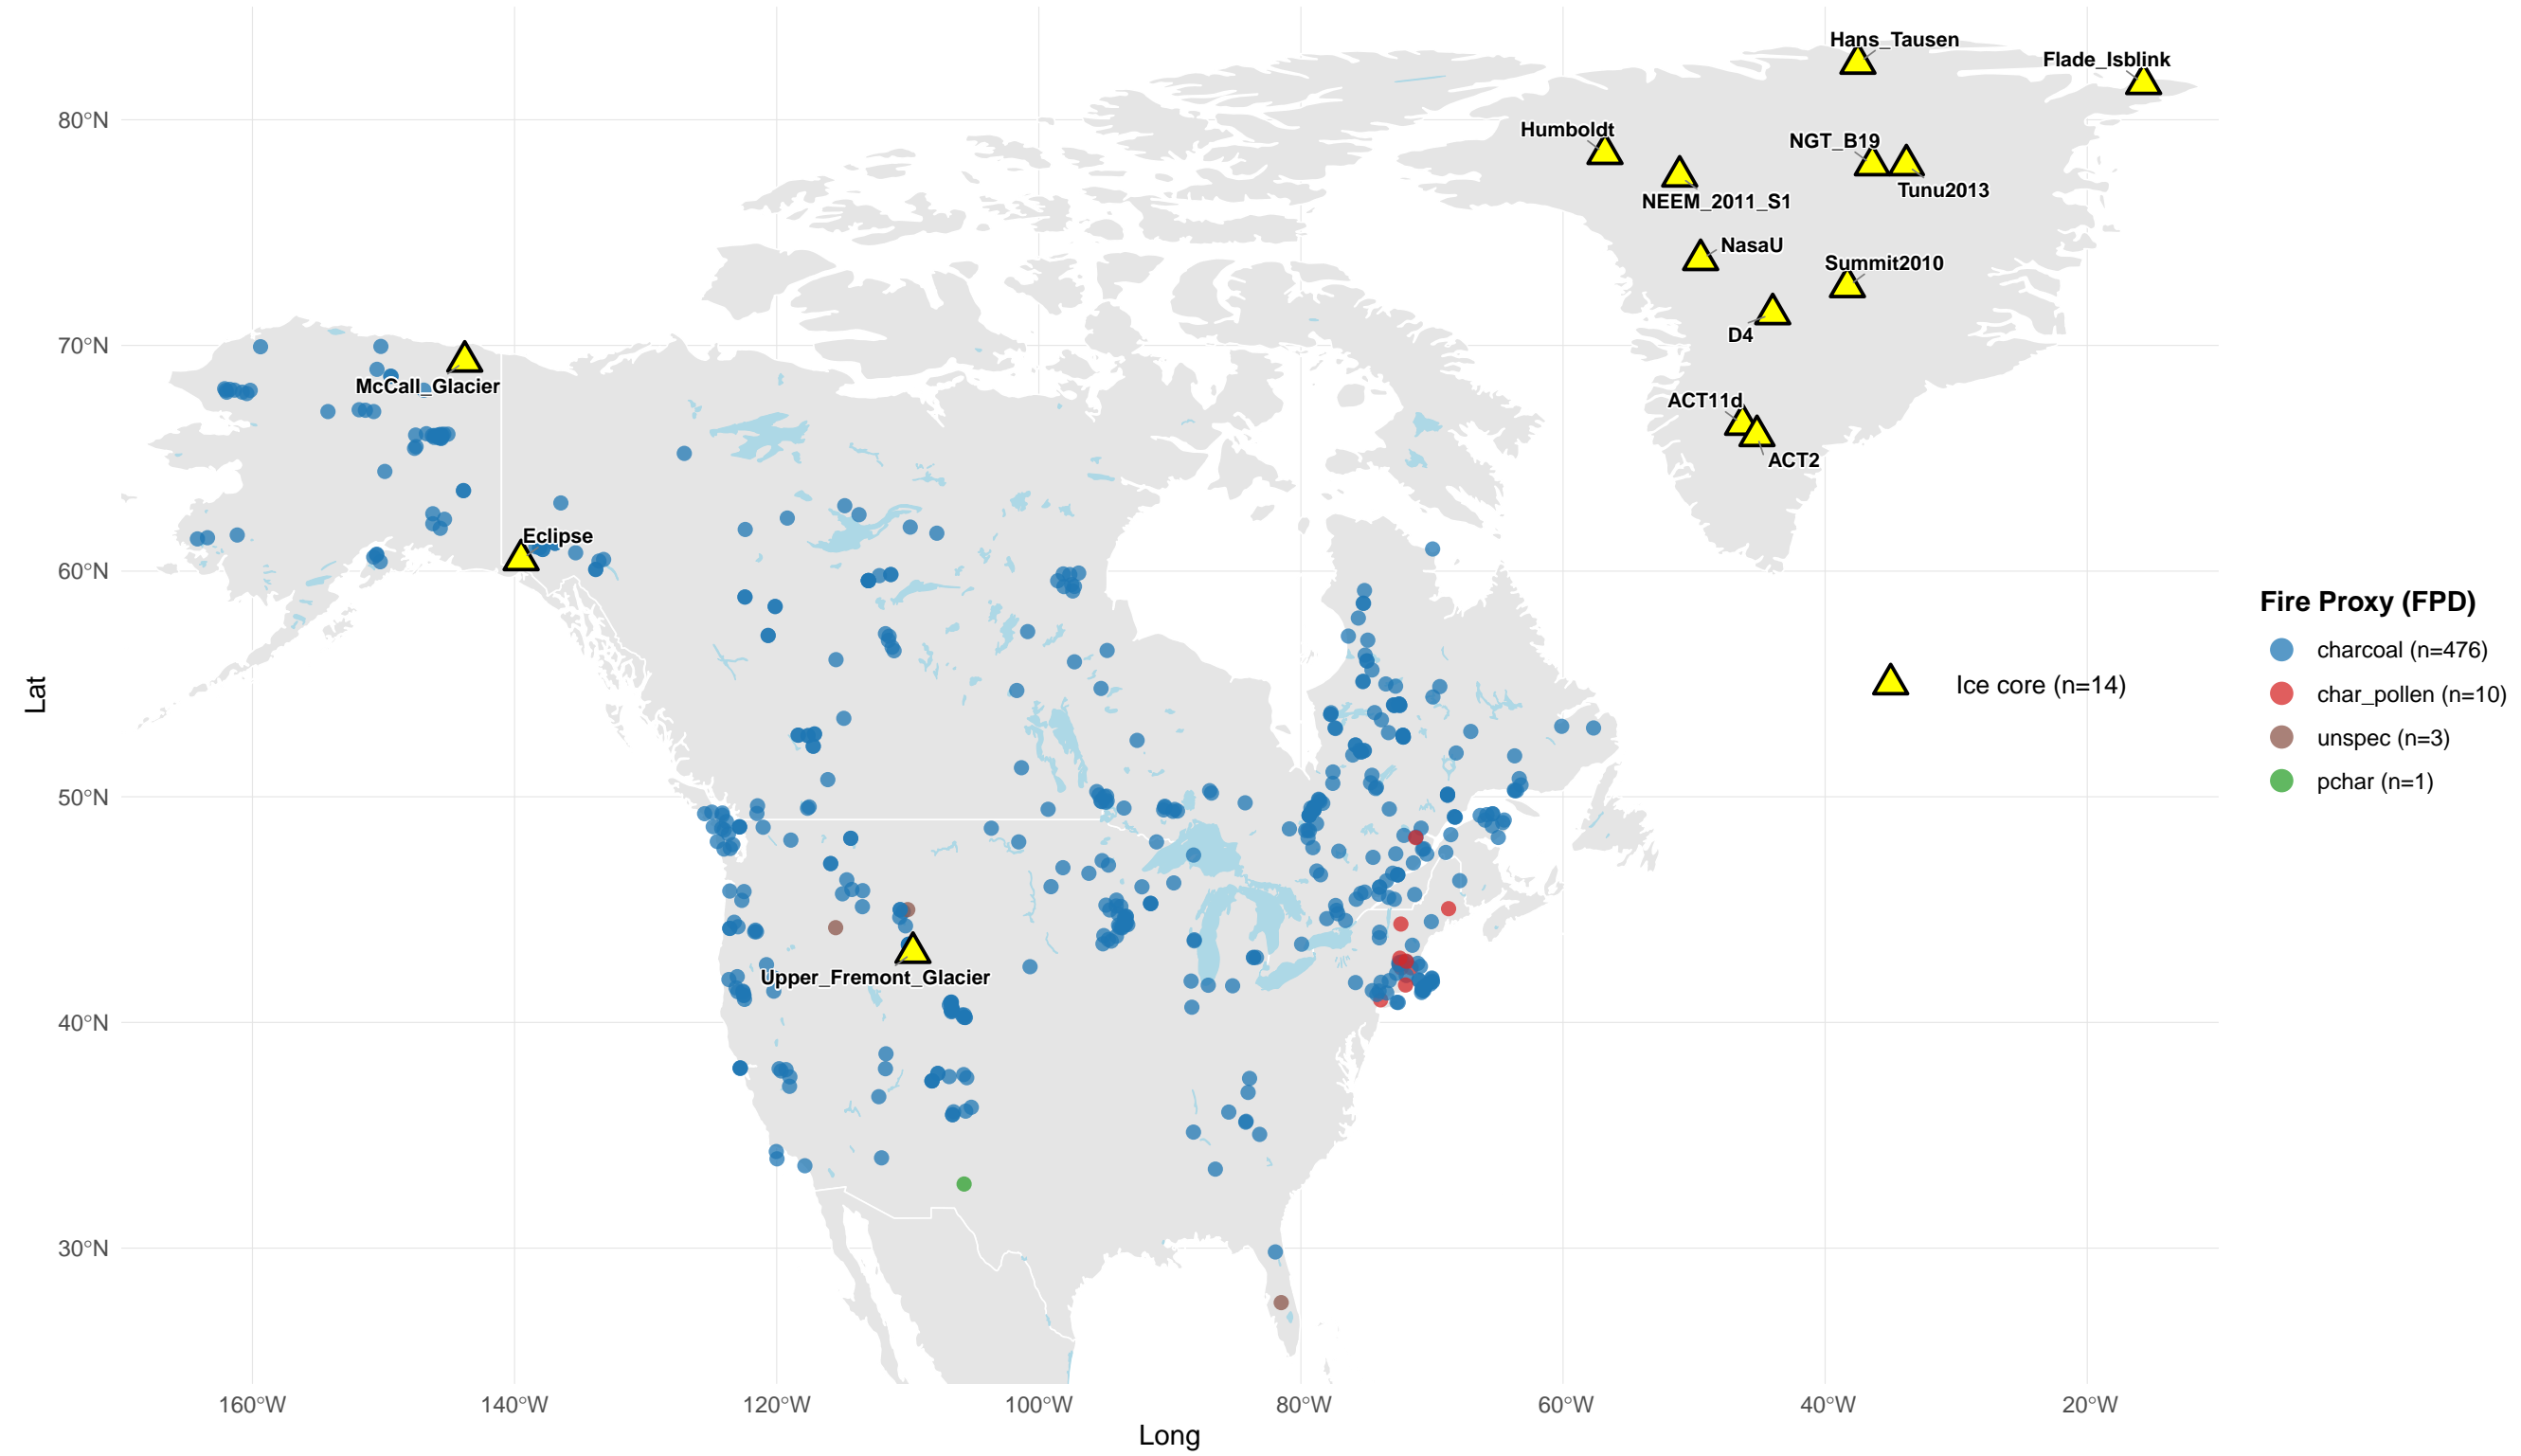 Hans_Tausen
Flade_Isblink
80°N
Humboldt
NGT_B19
Tunu2013
NEEM_2011_S1
NasaU
Summit2010
D4
70°N
McCall_Glacier
ACT11d
ACT2
Eclipse
60°N
Fire Proxy (FPD)
charcoal (n=476)
char_pollen (n=10)
unspec (n=3)
pchar (n=1)
Ice core (n=14)
Lat
50°N
Upper_Fremont_Glacier
40°N
30°N
160°W
140°W
120°W
100°W
80°W
60°W
40°W
20°W
Long